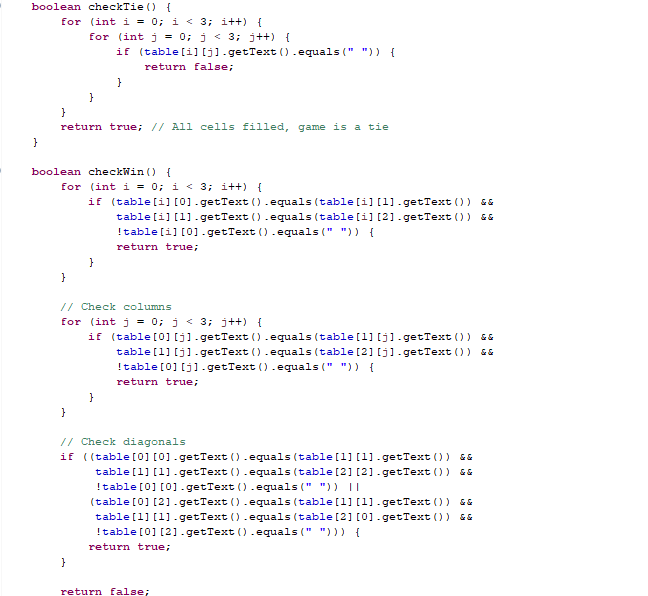 boolean checkTie() {
    for (int i = 0; i < 3; i++) {
        for (int j = 0; j < 3; j++) {
            if (table[i][j].getText().equals(" ")) {
                return false;
            }
        }
    }
    return true; // All cells filled, game is a tie
}

boolean checkWin() {
    for (int i = 0; i < 3; i++) {
        if (table[i][0].getText().equals(table[i][1].getText()) &&
            table[i][1].getText().equals(table[i][2].getText()) &&
            !table[i][0].getText().equals(" ")) {
            return true;
        }
    }

    // Check columns
    for (int j = 0; j < 3; j++) {
        if (table[0][j].getText().equals(table[1][j].getText()) &&
            table[1][j].getText().equals(table[2][j].getText()) &&
            !table[0][j].getText().equals(" ")) {
            return true;
        }
    }

    // Check diagonals
    if ((table[0][0].getText().equals(table[1][1].getText()) &&
         table[1][1].getText().equals(table[2][2].getText()) &&
         !table[0][0].getText().equals(" ")) ||
        (table[0][2].getText().equals(table[1][1].getText()) &&
         table[1][1].getText().equals(table[2][0].getText()) &&
         !table[0][2].getText().equals(" "))) {
        return true;
    }

    return false;